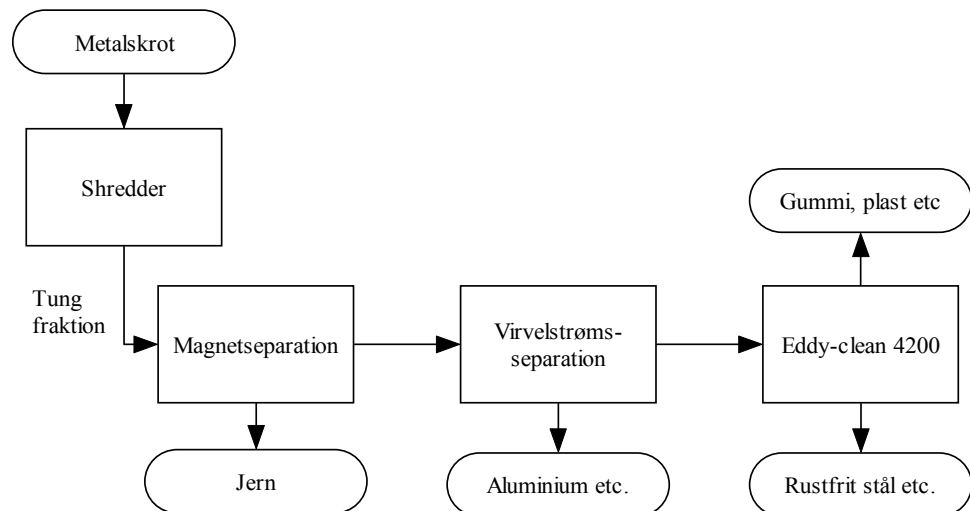 Metalskrot
Shredder
Tung
fraktion
Magnetseparation
Jern
Virvelstrøms-
separation
Aluminium etc.
Gummi, plast etc
Eddy-clean 4200
Rustfrit stål etc.